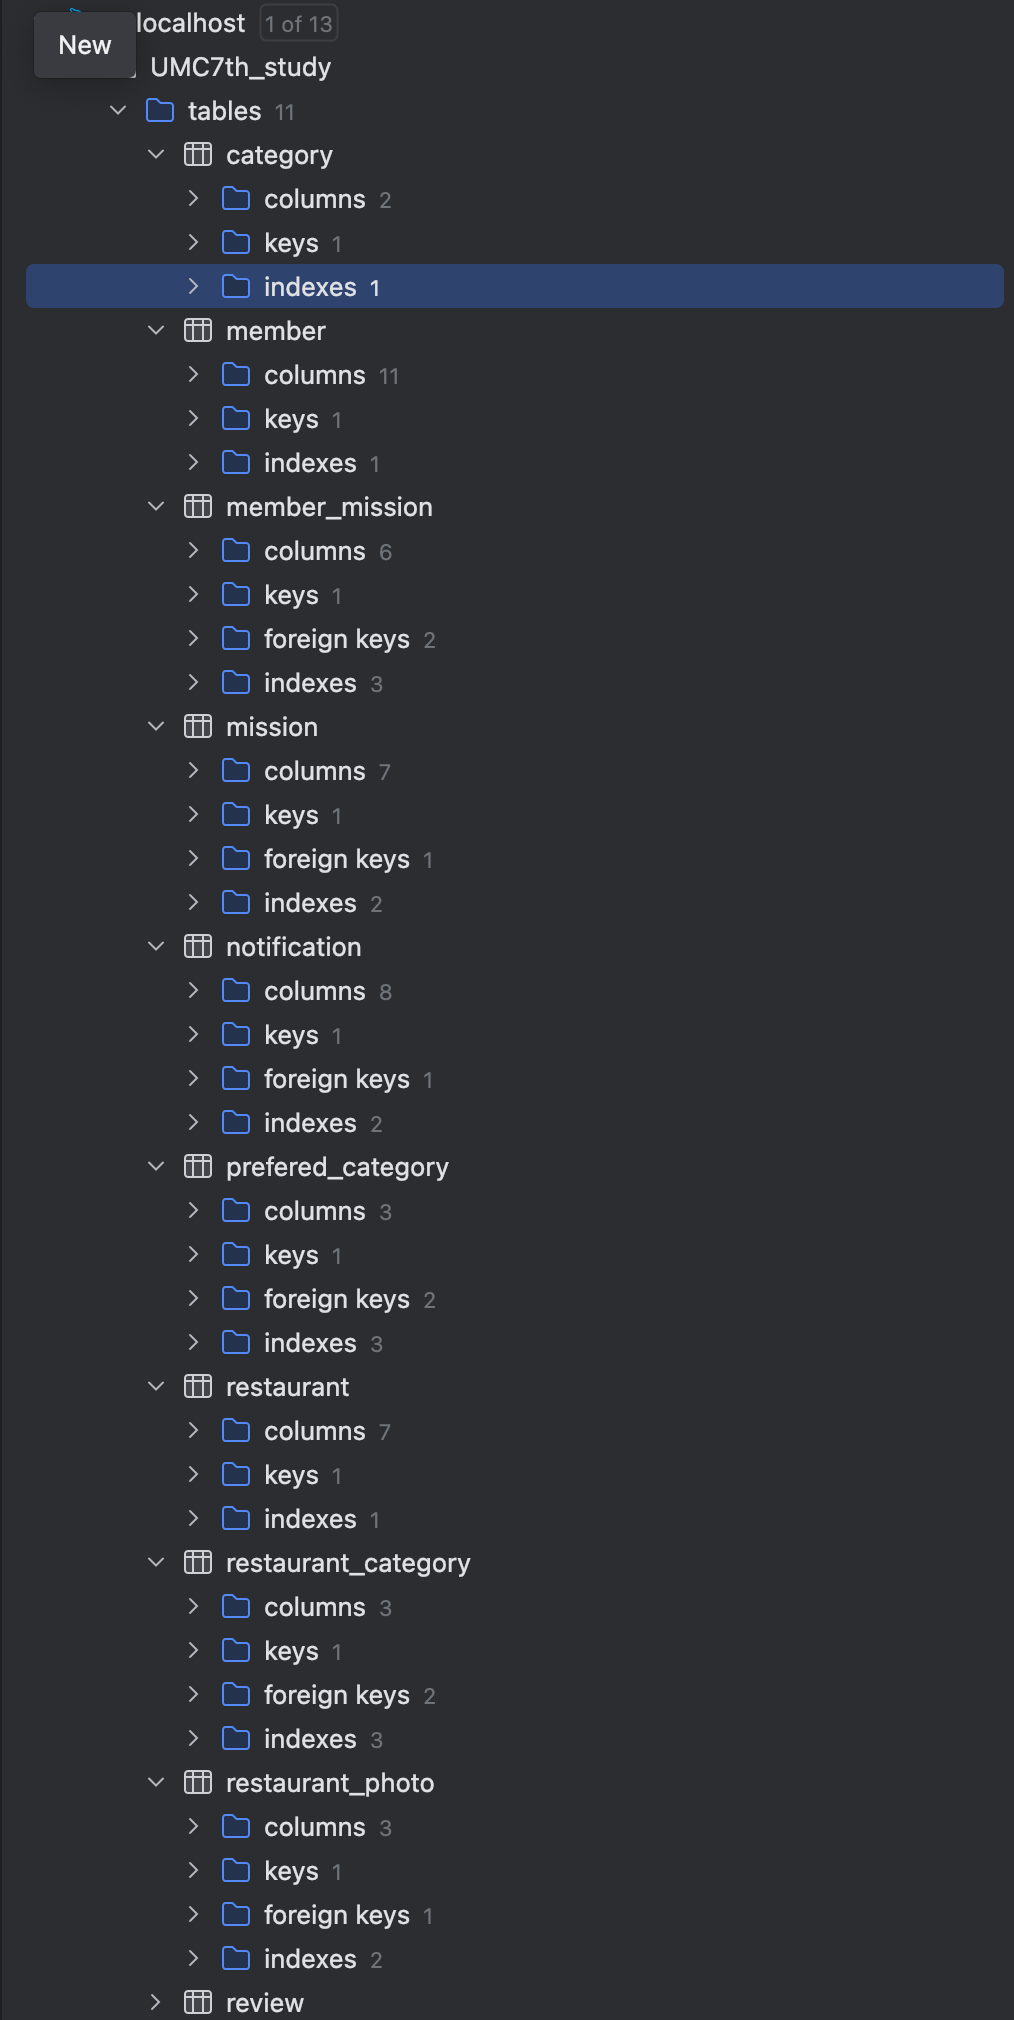 localhost 1 of 13
New
UMC7th_study
tables 11
category
columns 2
keys 1
indexes 1
member
columns 11
keys 1
indexes 1
member_mission
columns 6
keys 1
foreign keys 2
indexes 3
mission
columns 7
keys 1
foreign keys 1
indexes 2
notification
columns 8
keys 1
foreign keys 1
indexes 2
prefered_category
columns 3
keys 1
foreign keys 2
indexes 3
restaurant
columns 7
keys 1
indexes 1
restaurant_category
columns 3
keys 1
foreign keys 2
indexes 3
restaurant_photo
columns 3
keys 1
foreign keys 1
indexes 2
review